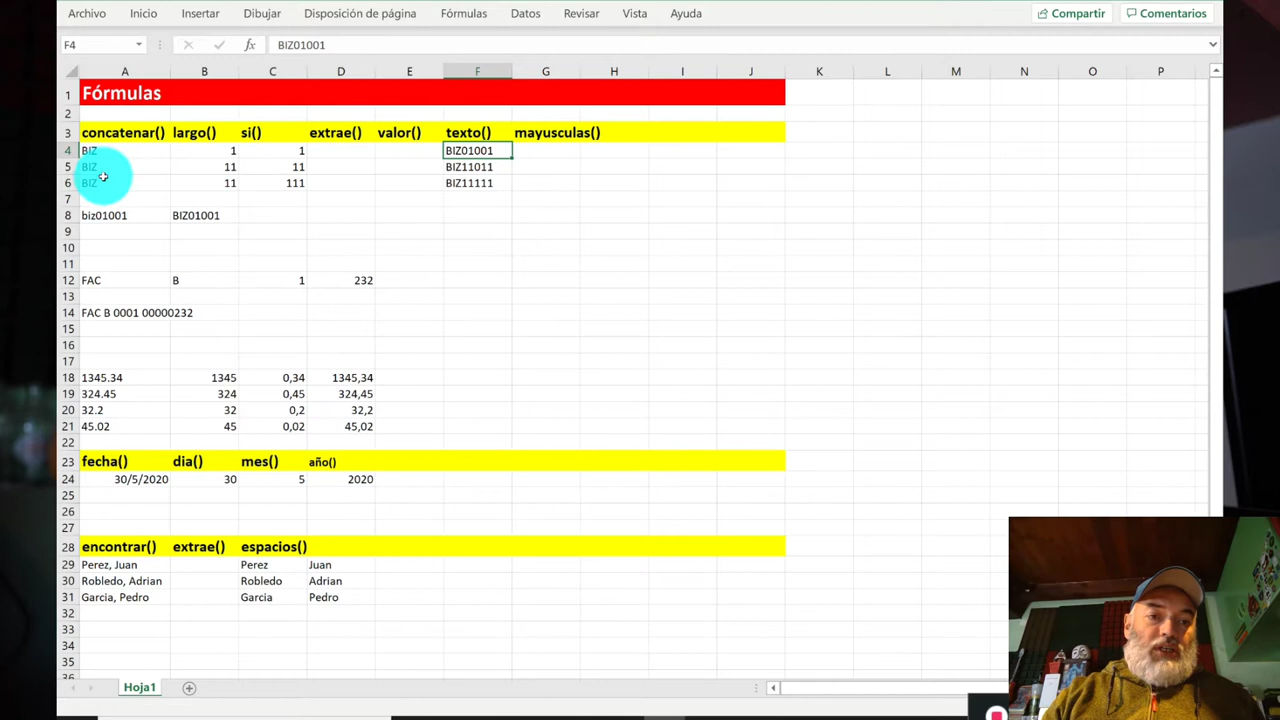 Archivo Inicio Insertar Dibujar Disposición de página Fórmulas Datos Revisar Vista Ayuda Compartir Comentarios
F4 fx BIZ01001
A B C D E F G H I J K L M N O P
1 Fórmulas
2
3 concatenar() largo() si() extrae() valor() texto() mayusculas()
4 BIZ 1 1 BIZ01001
5 BIZ 11 11 BIZ11011
6 BIZ 11 111 BIZ11111
7
8 biz01001 BIZ01001
9
10
11
12 FAC B 1 232
13
14 FAC B 0001 00000232
15
16
17
18 1345.34 1345 0,34 1345,34
19 324.45 324 0,45 324,45
20 32.2 32 0,2 32,2
21 45.02 45 0,02 45,02
22
23 fecha() dia() mes() año()
24 30/5/2020 30 5 2020
25
26
27
28 encontrar() extrae() espacios()
29 Perez, Juan Perez Juan
30 Robledo, Adrian Robledo Adrian
31 Garcia, Pedro Garcia Pedro
32
33
34
35
36
Hoja1